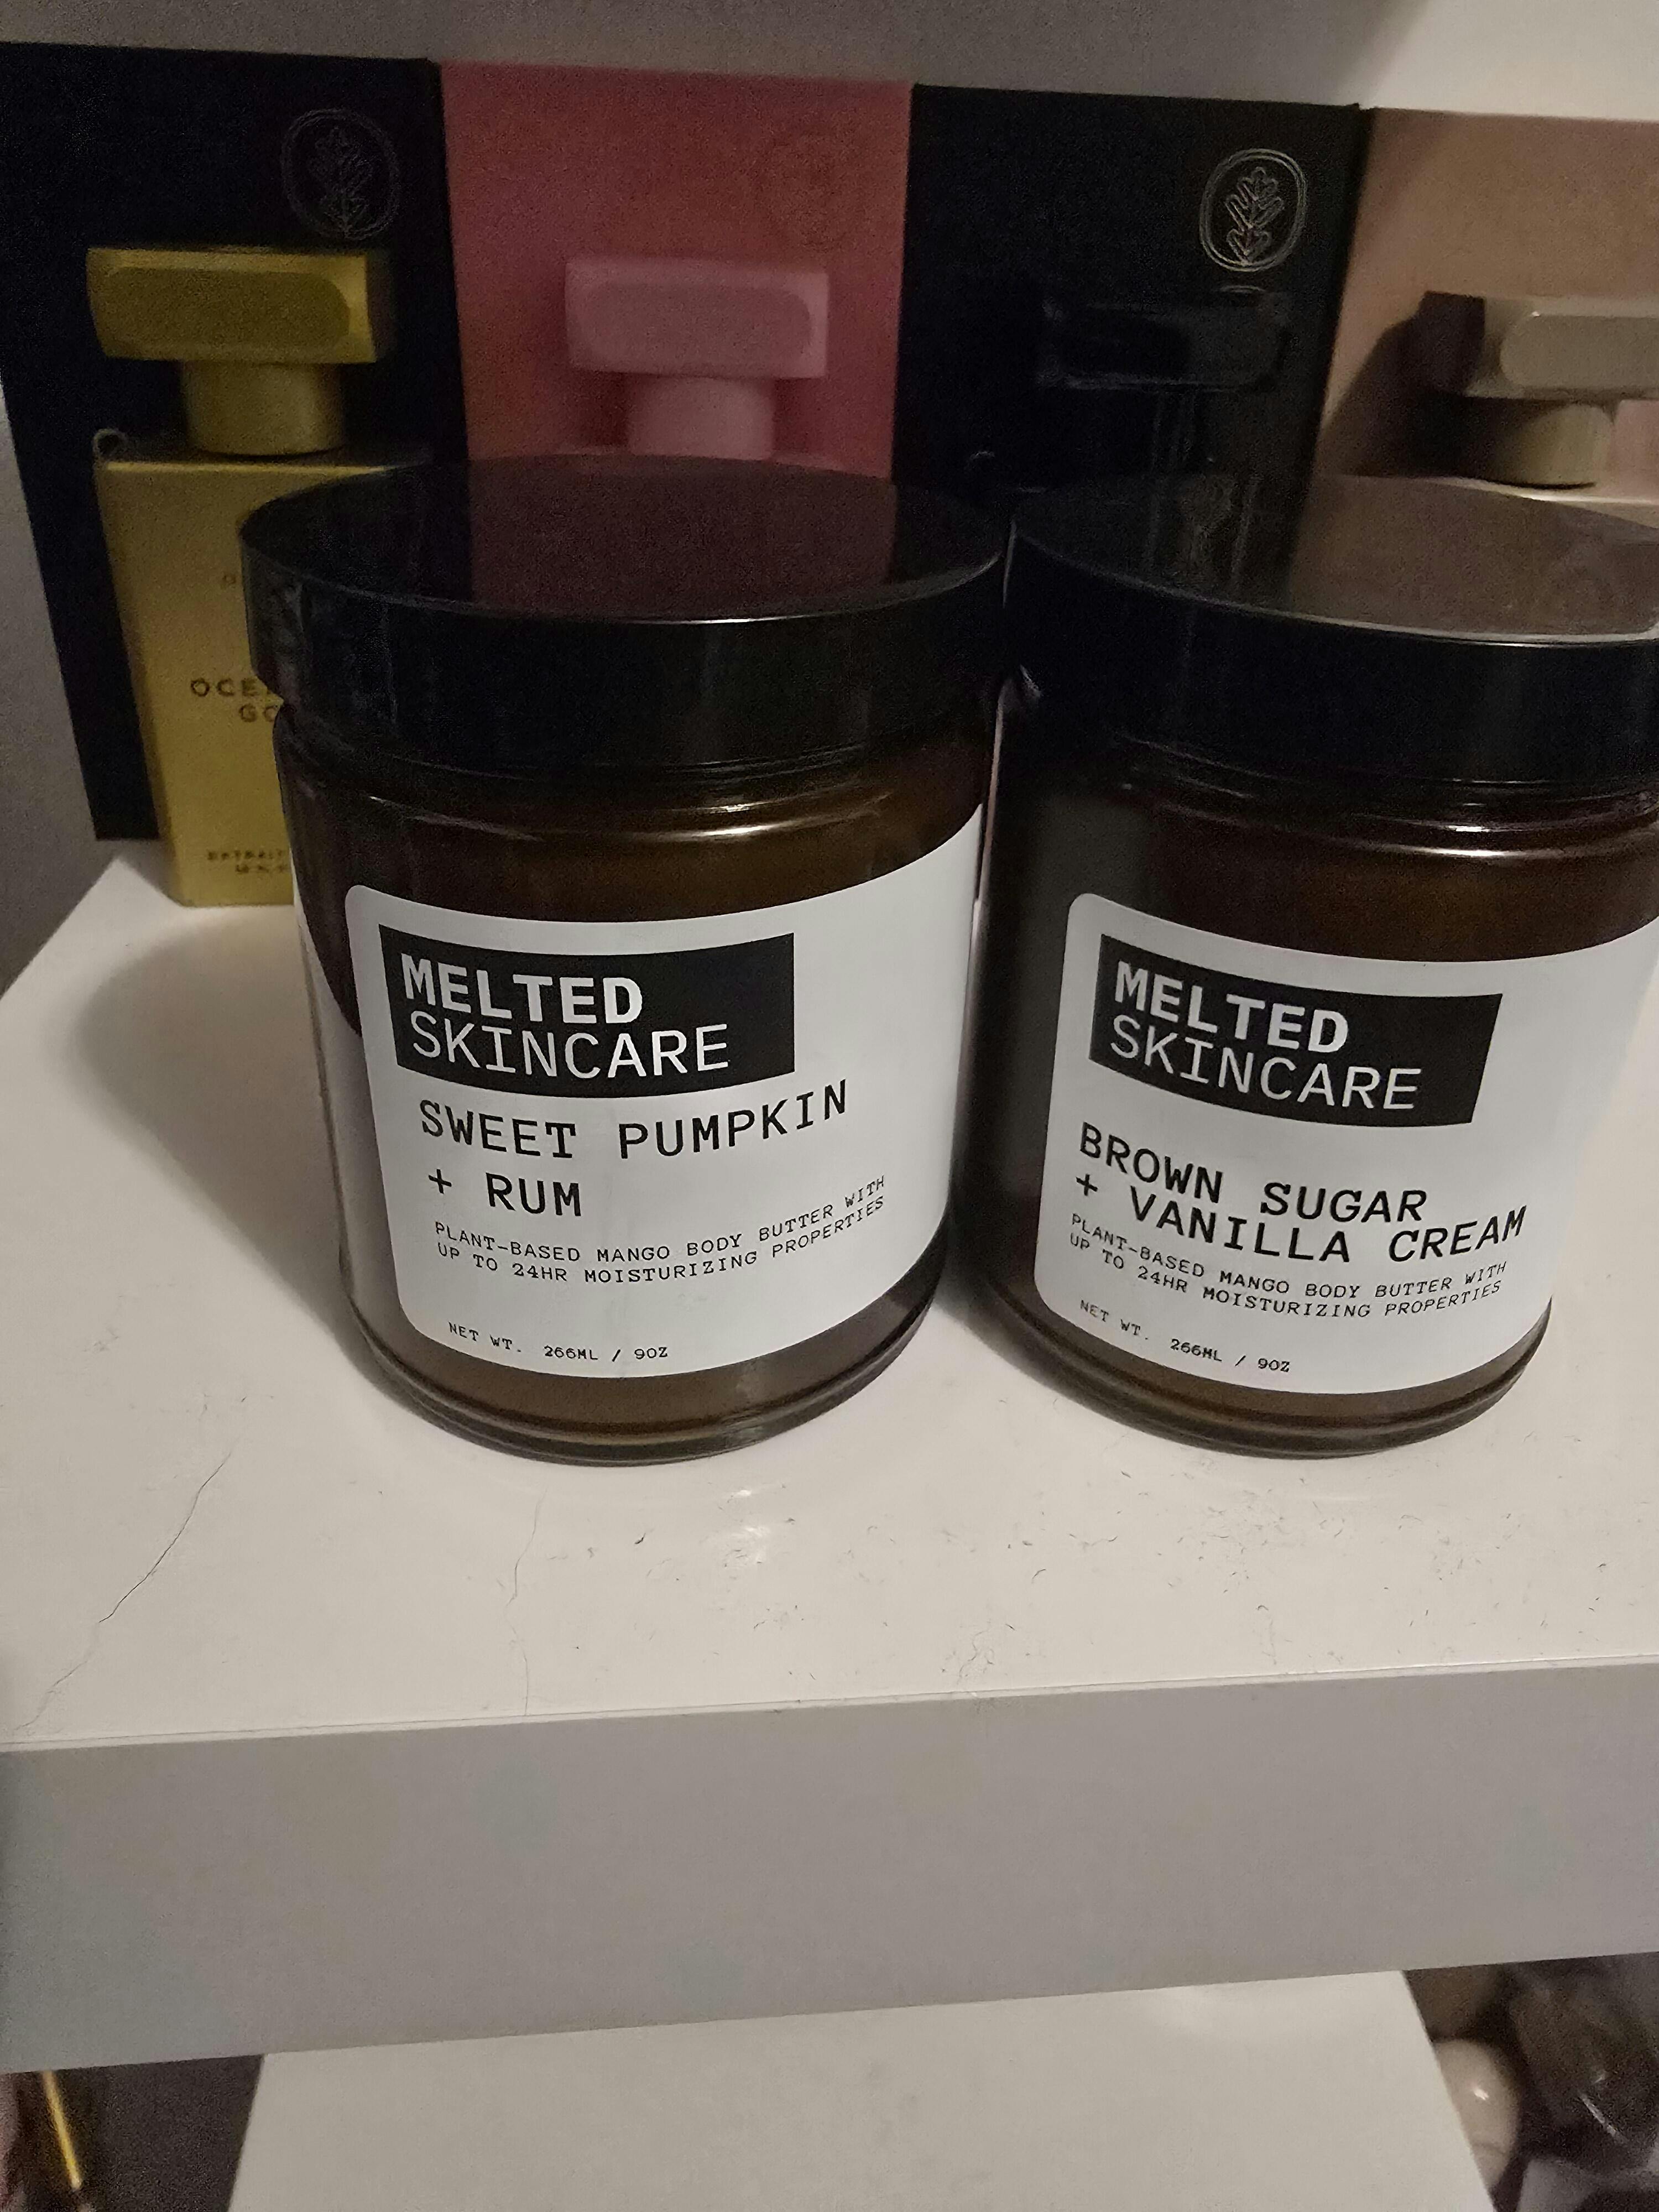 MELTED
SKINCARE
SWEET PUMPKIN
+ RUM
PLANT-BASED MANGO BODY BUTTER WITH
UP TO 24HR MOISTURIZING PROPERTIES
NET WT. 266ML / 9OZ
MELTED
SKINCARE
BROWN SUGAR
+ VANILLA CREAM
PLANT-BASED MANGO BODY BUTTER WITH
UP TO 24HR MOISTURIZING PROPERTIES
NET WT. 266ML / 9OZ